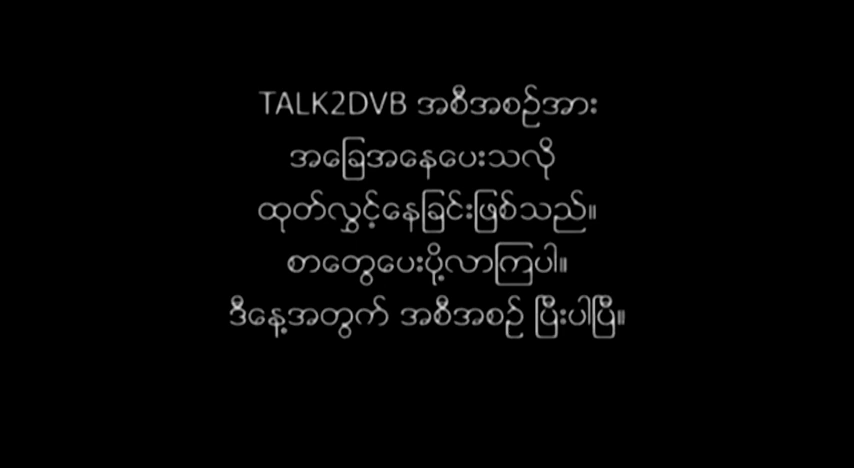 TALK2DVB အစီအစဉ်အား
အခြေအနေပေးသလို
ထုတ်လွှင့်နေခြင်းဖြစ်သည်။
စာတွေပေးပို့လာကြပါ။
ဒီနေ့အတွက် အစီအစဉ် ပြီးပါပြီ။